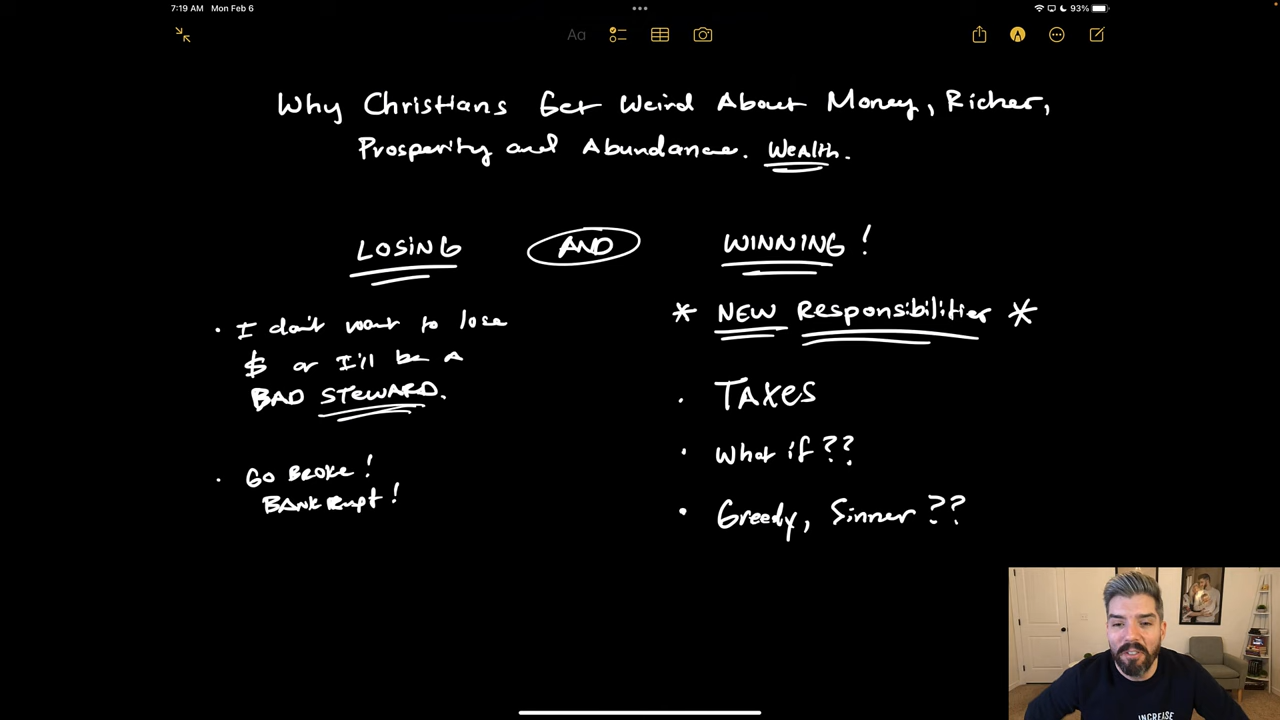 7:19 AM Mon Feb 6
93%
Aa
Why Christians Get Weird About Money, Riches,
Prosperity and Abundance. Wealth.
LOSING AND WINNING!
* NEW Responsibilities *
· I don't want to lose
$ or I'll be a
BAD STEWARD.
· Go Broke!
BANKrupt!
· TAXES
· What if??
· Greedy, Sinner??
INCREASE